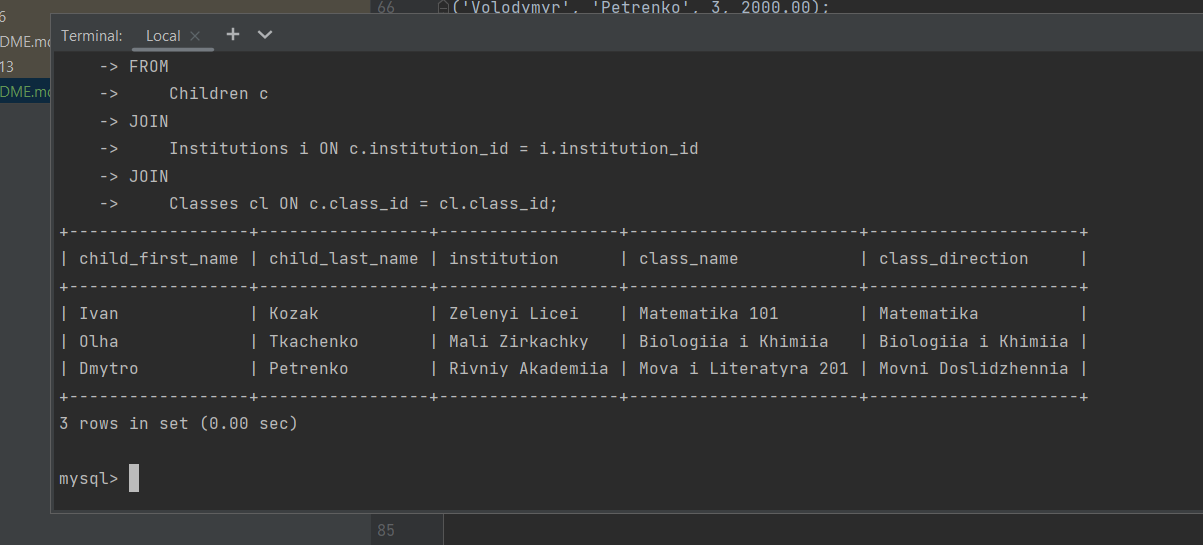 6
66 ('Volodymyr', 'Petrenko', 3, 2000.00);
DME.md
13
DME.md
Terminal: Local × +
-> FROM
-> Children c
-> JOIN
-> Institutions i ON c.institution_id = i.institution_id
-> JOIN
-> Classes cl ON c.class_id = cl.class_id;
+------------------+-----------------+------------------+-----------------------+---------------------+
| child_first_name | child_last_name | institution | class_name | class_direction |
+------------------+-----------------+------------------+-----------------------+---------------------+
| Ivan | Kozak | Zelenyi Licei | Matematika 101 | Matematika |
| Olha | Tkachenko | Mali Zirkachky | Biologiia i Khimiia | Biologiia i Khimiia |
| Dmytro | Petrenko | Rivniy Akademiia | Mova i Literatyra 201 | Movni Doslidzhennia |
+------------------+-----------------+------------------+-----------------------+---------------------+
3 rows in set (0.00 sec)
mysql>
85